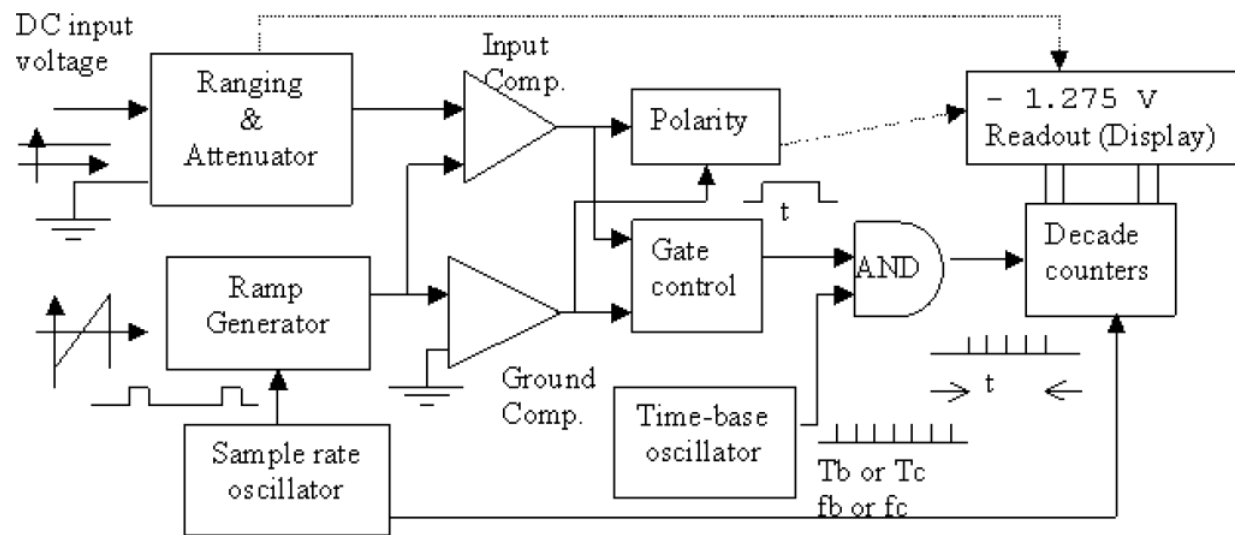 DC input
voltage
Ranging
&
Attenuator
Input
Comp.
Polarity
- 1.275 V
Readout (Display)
t
Gate
control
AND
Decade
counters
Ramp
Generator
Ground
Comp.
t
Time-base
oscillator
Sample rate
oscillator
Tb or Tc
fb or fc